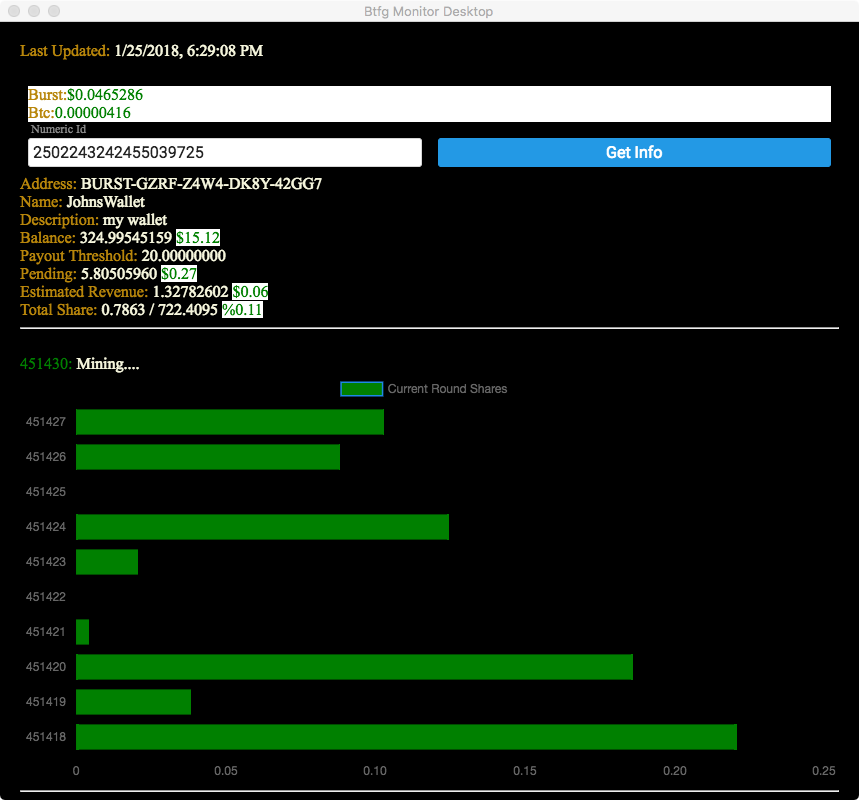 Btfg Monitor Desktop
Last Updated: 1/25/2018, 6:29:08 PM
Burst:$0.0465286
Btc:0.00000416
Numeric Id
2502243242455039725
Get Info
Address: BURST-GZRF-Z4W4-DK8Y-42GG7
Name: JohnsWallet
Description: my wallet
Balance: 324.99545159 $15.12
Payout Threshold: 20.00000000
Pending: 5.80505960 $0.27
Estimated Revenue: 1.32782602 $0.06
Total Share: 0.7863 / 722.4095 %0.11
451430: Mining....
Current Round Shares
451427
451426
451425
451424
451423
451422
451421
451420
451419
451418
0 0.05 0.10 0.15 0.20 0.25